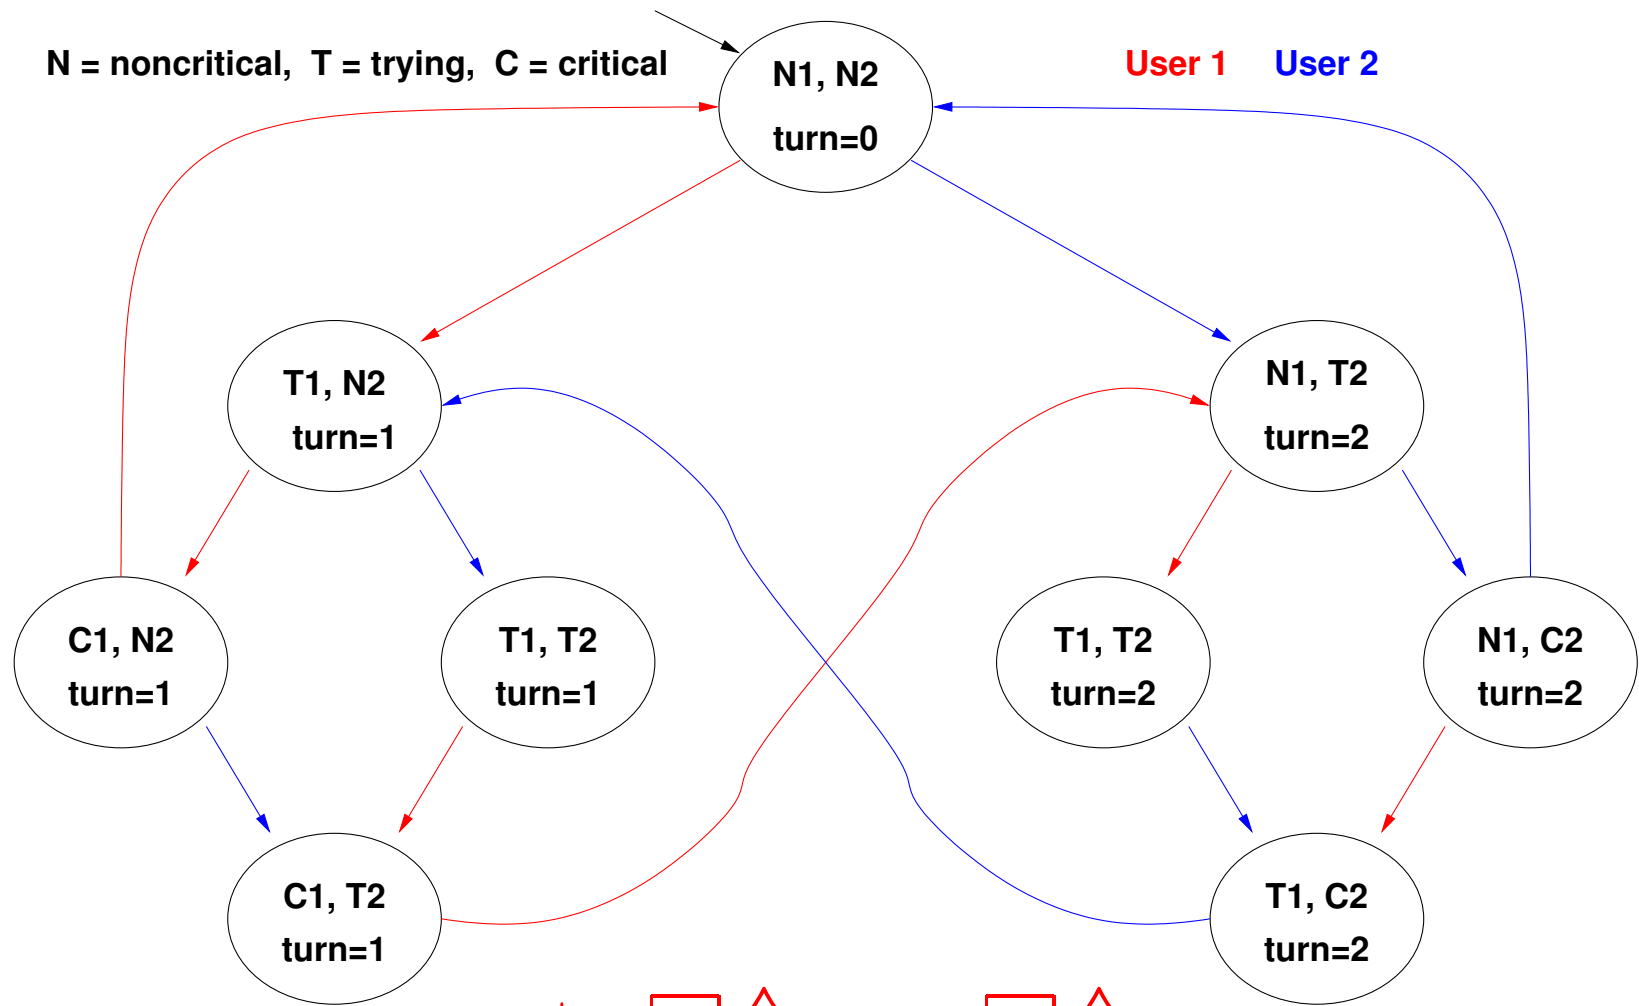 N = noncritical, T = trying, C = critical
User 1 User 2
N1, N2
turn=0
T1, N2
turn=1
N1, T2
turn=2
C1, N2
turn=1
T1, T2
turn=1
T1, T2
turn=2
N1, C2
turn=2
C1, T2
turn=1
T1, C2
turn=2